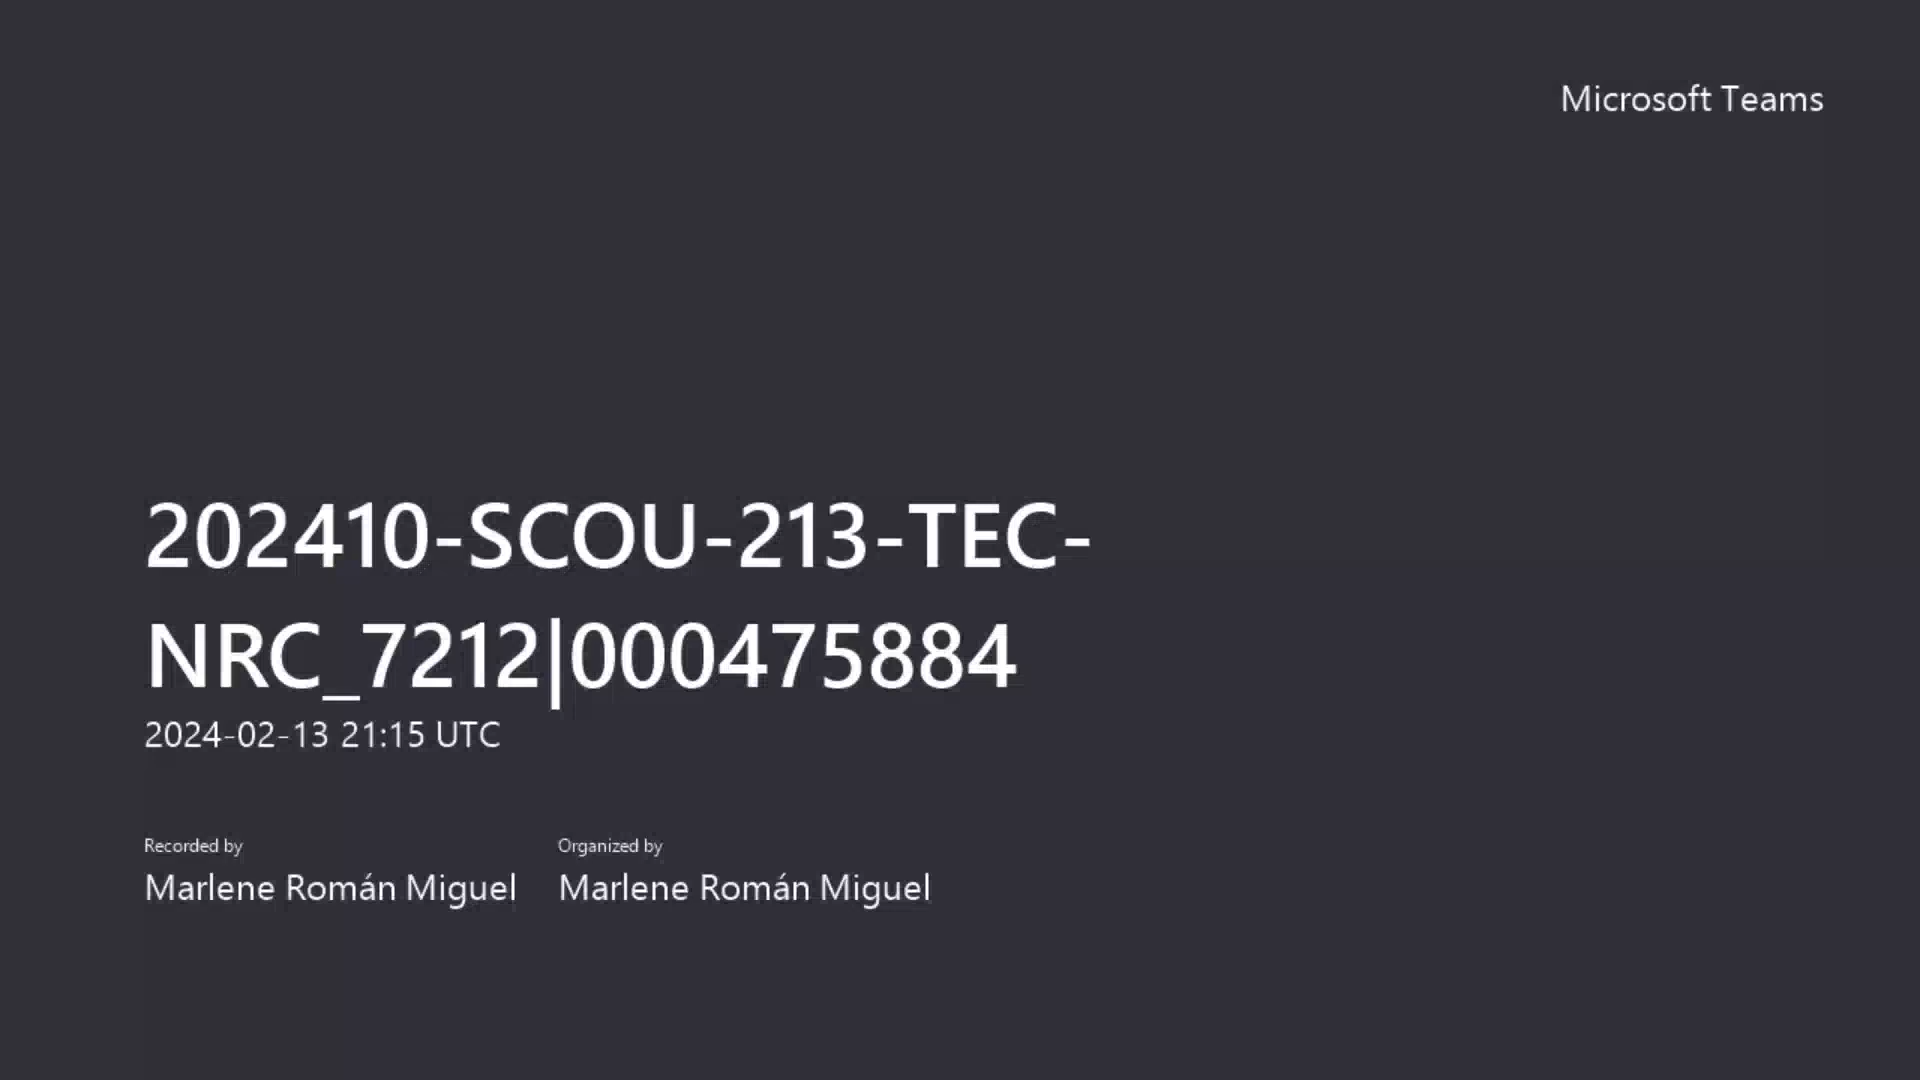 Microsoft Teams
202410-SCOU-213-TEC-
NRC_7212|000475884
2024-02-13 21:15 UTC
Recorded by
Organized by
Marlene Román Miguel
Marlene Román Miguel